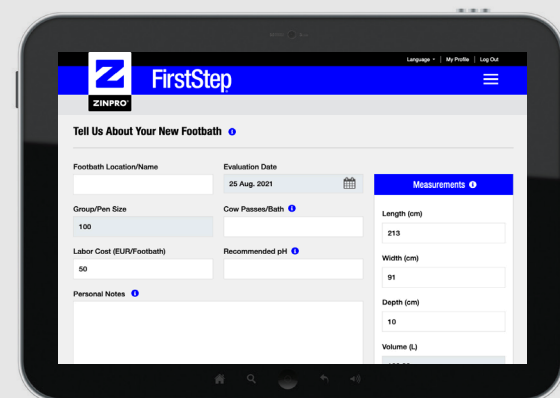 Language
My Profile
Log Out
Z
FirstStep
ZINPRO
Tell Us About Your New Footbath
Footbath Location/Name
Evaluation Date
25 Aug. 2021
Group/Pen Size
100
Cow Passes/Bath
Labor Cost (EUR/Footbath)
50
Recommended pH
Personal Notes
Measurements
Length (cm)
213
Width (cm)
91
Depth (cm)
10
Volume (L)